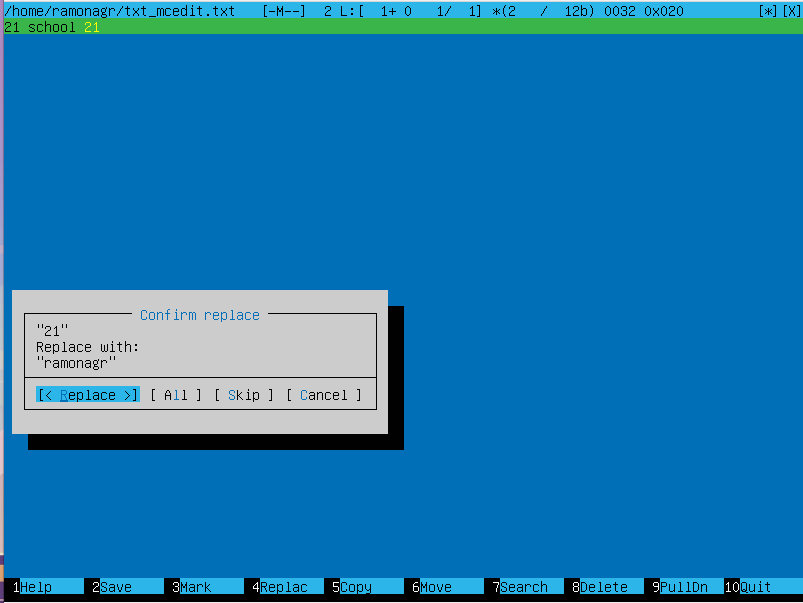 /home/ramonagr/txt_mcedit.txt   [-M--]  2 L:[  1+ 0   1/  1] *(2   /  12b) 0032 0x020         [*][X]
21 school 21
Confirm replace
"21"
Replace with:
"ramonagr"
[< Replace >] [ All ] [ Skip ] [ Cancel ]
1Help 2Save 3Mark 4Replac 5Copy 6Move 7Search 8Delete 9PullDn 10Quit